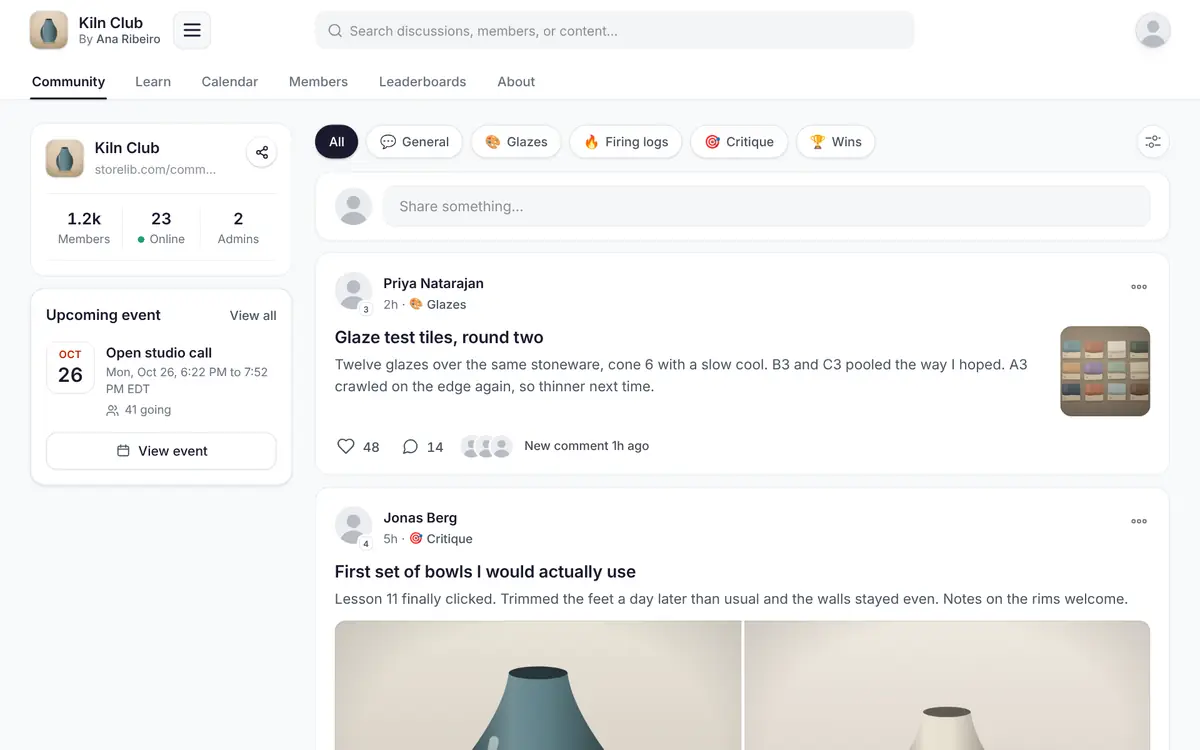 Kiln Club
By Ana Ribeiro
Search discussions, members, or content...
Community
Learn
Calendar
Members
Leaderboards
About
Kiln Club
storelib.com/comm...
1.2k
Members
23
Online
2
Admins
Upcoming event
View all
OCT
26
Open studio call
Mon, Oct 26, 6:22 PM to 7:52
PM EDT
41 going
View event
All
💬 General
🎨 Glazes
🔥 Firing logs
🎯 Critique
🏆 Wins
Share something...
3
Priya Natarajan
2h · 🎨 Glazes
Glaze test tiles, round two
Twelve glazes over the same stoneware, cone 6 with a slow cool. B3 and C3 pooled the way I hoped. A3
crawled on the edge again, so thinner next time.
48
14
New comment 1h ago
4
Jonas Berg
5h · 🎯 Critique
First set of bowls I would actually use
Lesson 11 finally clicked. Trimmed the feet a day later than usual and the walls stayed even. Notes on the rims welcome.